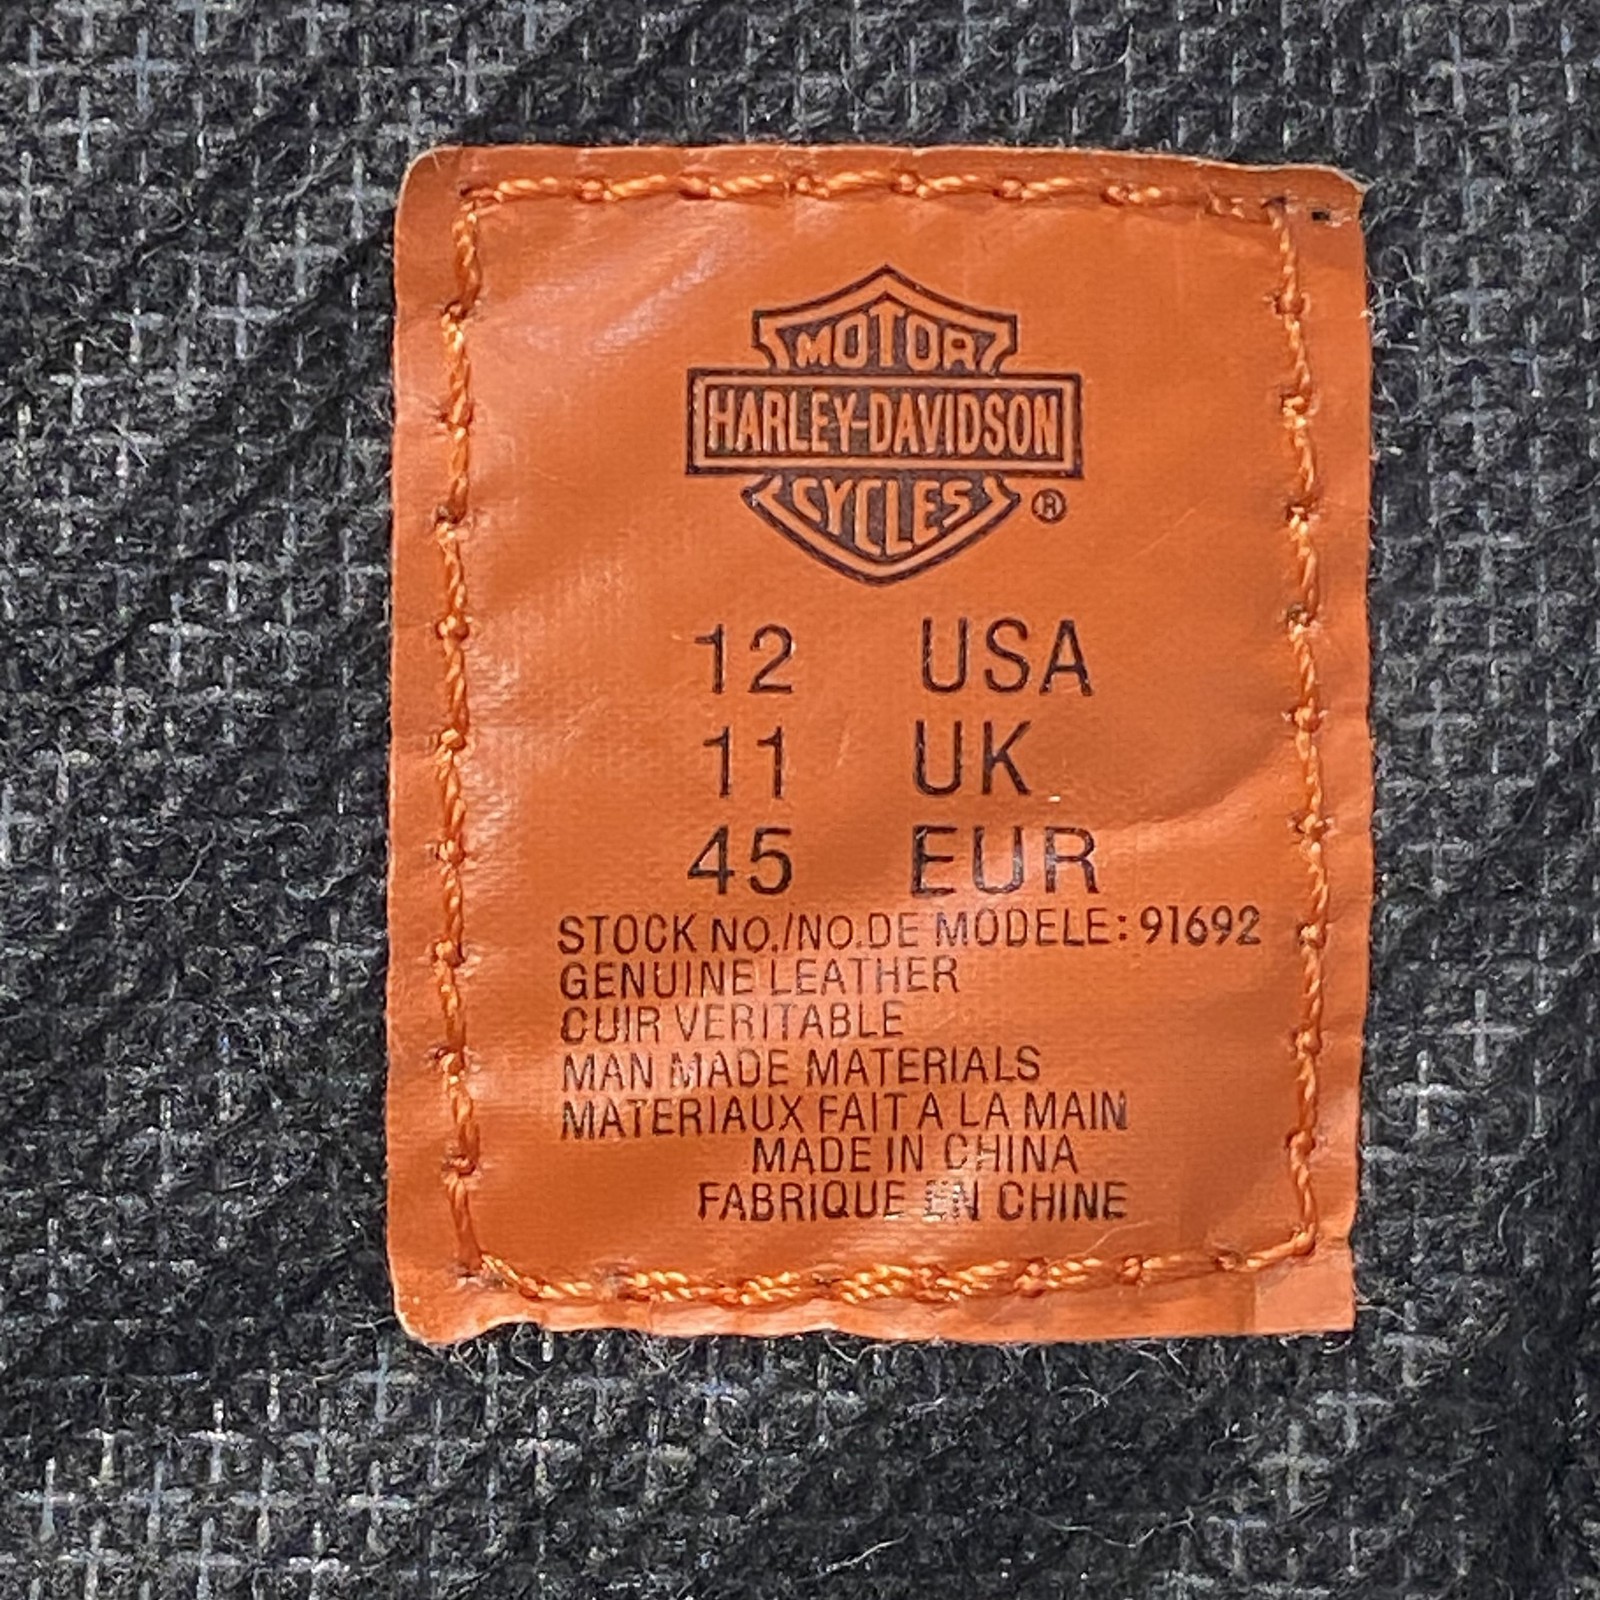 MOTOR
HARLEY-DAVIDSON
CYCLES ®
12 USA
11 UK
45 EUR
STOCK NO./NO.DE MODELE: 91692
GENUINE LEATHER
CUIR VERITABLE
MAN MADE MATERIALS
MATERIAUX FAIT A LA MAIN
MADE IN CHINA
FABRIQUE EN CHINE